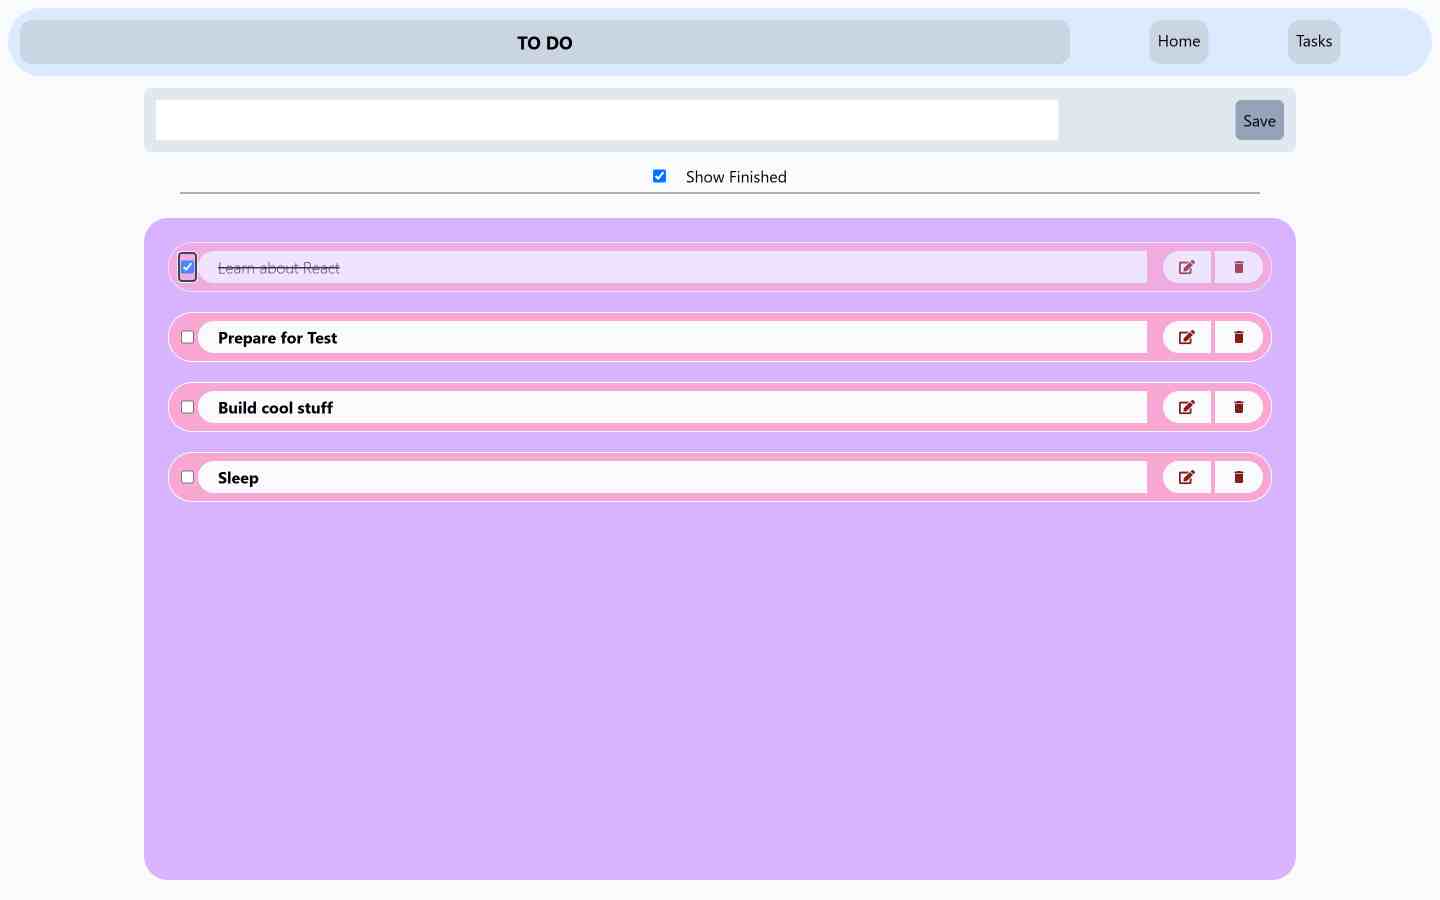 TO DO
Home
Tasks
Save
Show Finished
Learn about React
Prepare for Test
Build cool stuff
Sleep